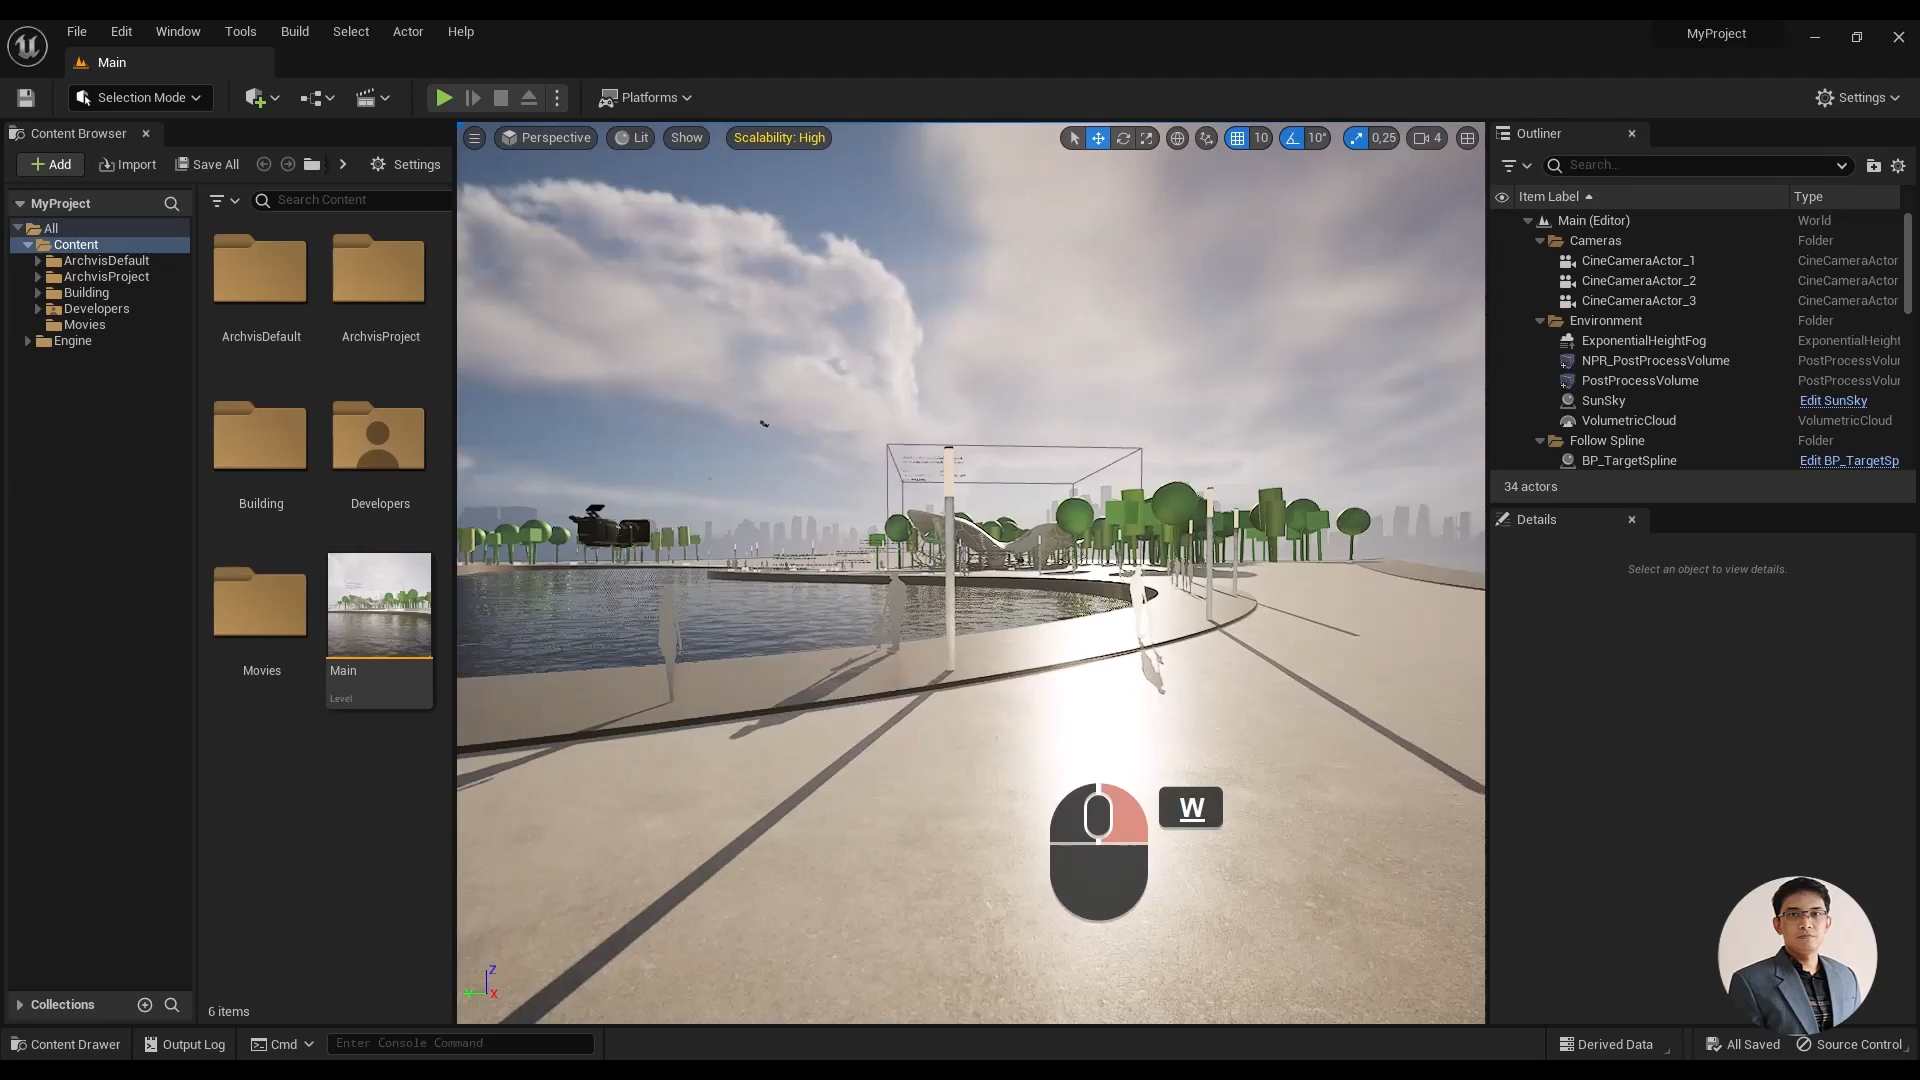 File Edit Window Tools Build Select Actor Help
MyProject
Main
Selection Mode
Platforms
Settings
Content Browser
Add Import Save All Settings
MyProject
Search Content
All
Content
ArchvisDefault
ArchvisProject
Building
Developers
Movies
Engine
ArchvisDefault ArchvisProject
Building Developers
Movies Main
Level
Collections
6 items
Perspective Lit Show Scalability: High
10 10° 0,25 4
W
Z
X
Outliner
Search...
Item Label Type
Main (Editor) World
Cameras Folder
CineCameraActor_1 CineCameraActor
CineCameraActor_2 CineCameraActor
CineCameraActor_3 CineCameraActor
Environment Folder
ExponentialHeightFog ExponentialHeight
NPR_PostProcessVolume PostProcessVolur
PostProcessVolume PostProcessVolur
SunSky Edit SunSky
VolumetricCloud VolumetricCloud
Follow Spline Folder
BP_TargetSpline Edit BP_TargetSp
34 actors
Details
Select an object to view details.
Content Drawer Output Log Cmd Enter Console Command
Derived Data All Saved Source Control